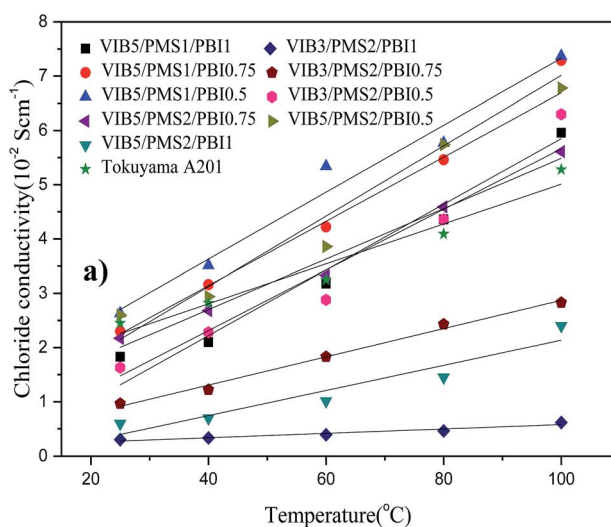 VIB5/PMS1/PBI1
VIB5/PMS1/PBI0.75
VIB5/PMS1/PBI0.5
VIB5/PMS2/PBI0.75
VIB5/PMS2/PBI1
Tokuyama A201
VIB3/PMS2/PBI1
VIB3/PMS2/PBI0.75
VIB3/PMS2/PBI0.5
VIB5/PMS2/PBI0.5
a)
Chloride conductivity(10⁻² Scm⁻¹)
8
7
6
5
4
3
2
1
0
20 40 60 80 100
Temperature(°C)